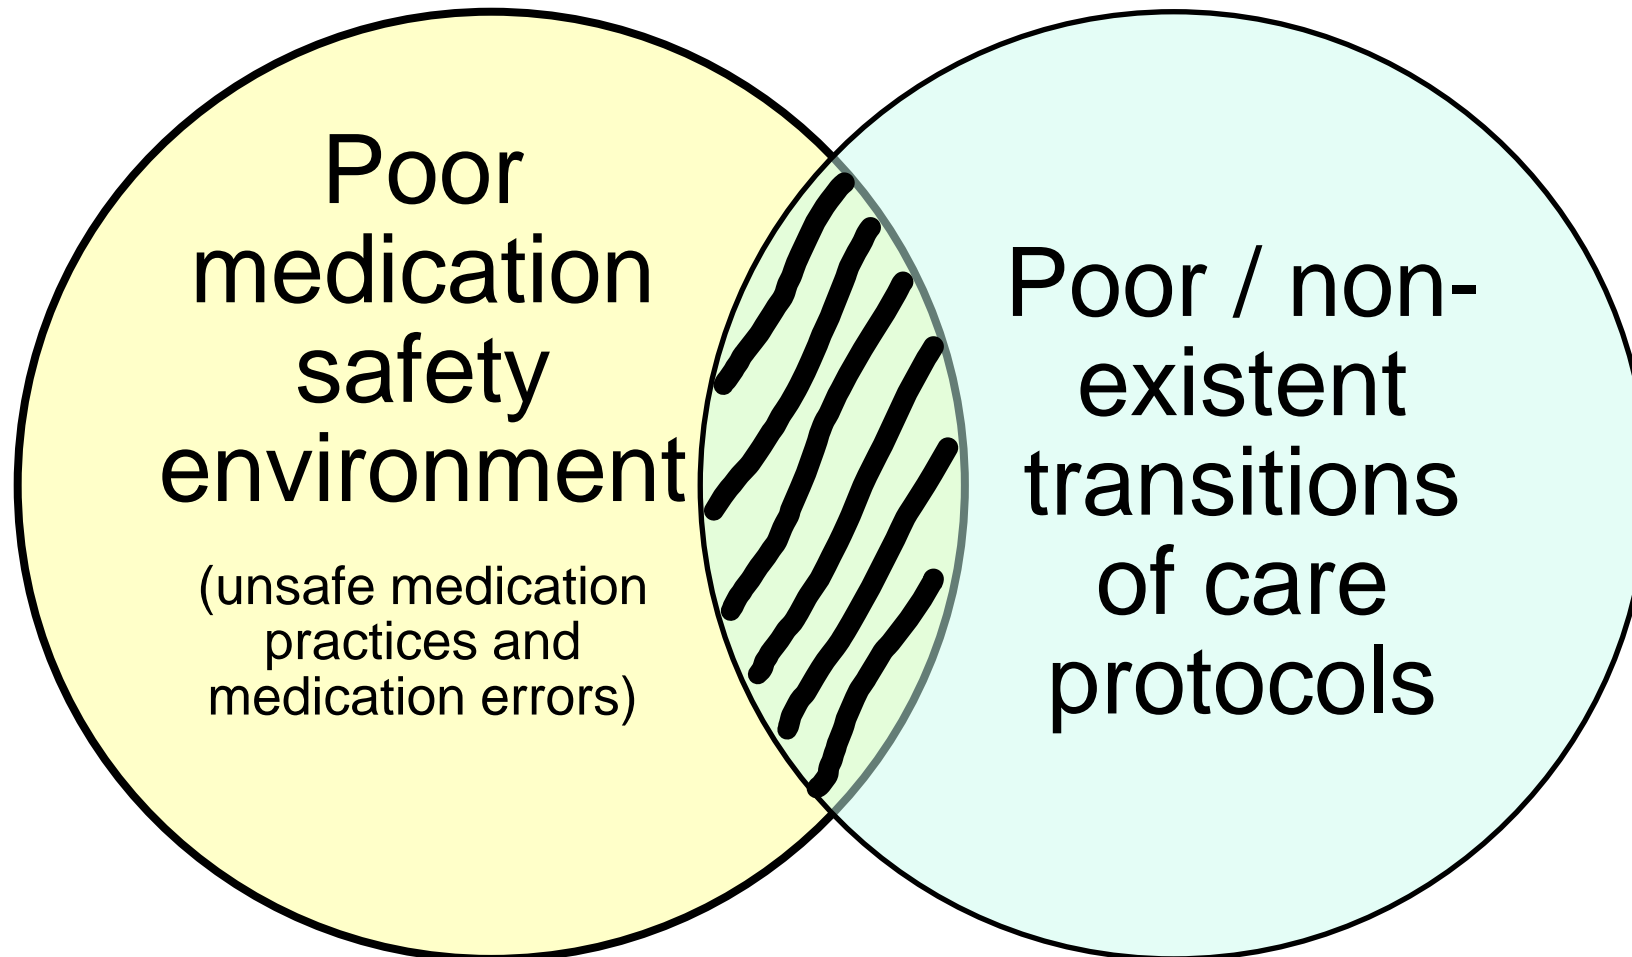 Poor
medication
safety
environment
(unsafe medication
practices and
medication errors)
Poor / non-
existent
transitions
of care
protocols